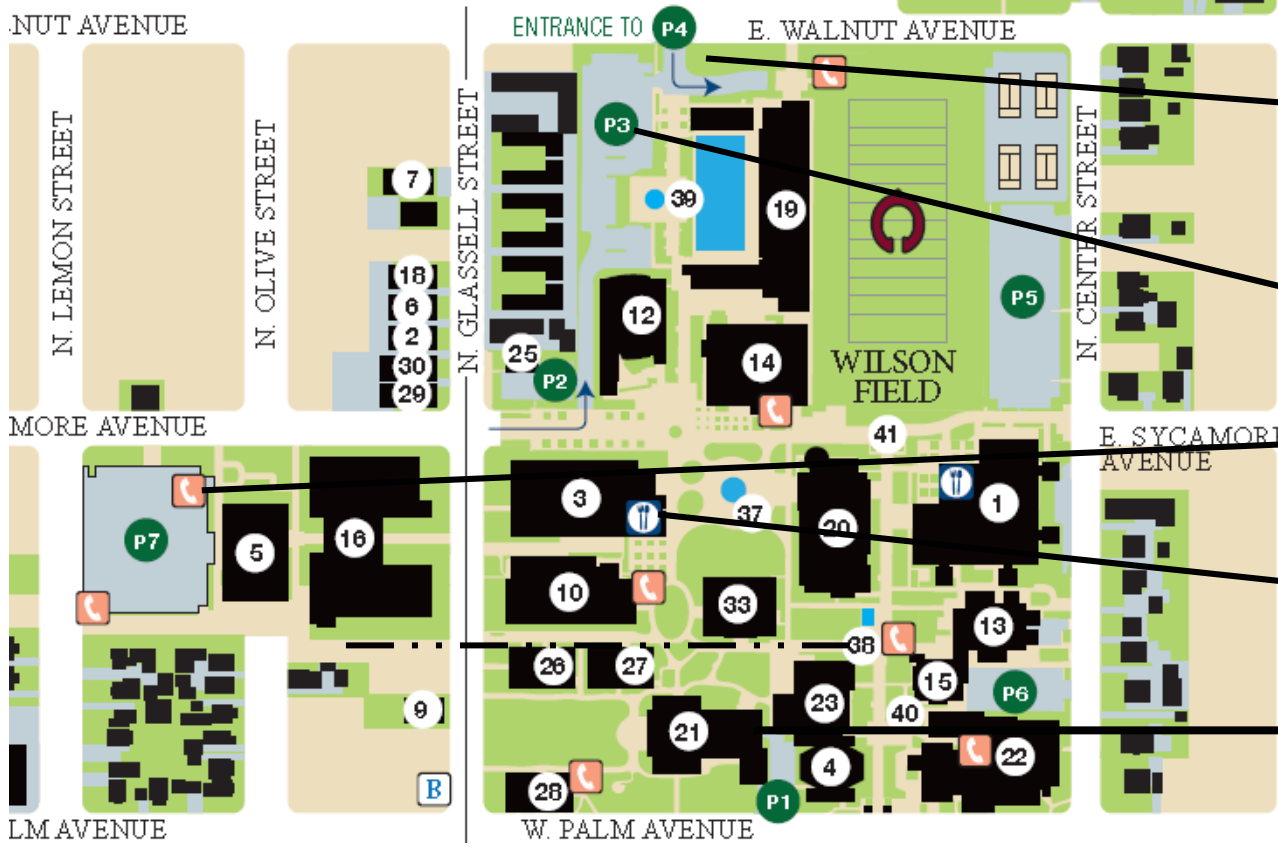 -NUT AVENUE
ENTRANCE TO P4
E. WALNUT AVENUE
N. LEMON STREET
N. OLIVE STREET
N. GLASSELL STREET
N. CENTER STREET
P3
7
39
19
18
6
2
30
29
12
25
P2
14
P5
WILSON
FIELD
MORE AVENUE
41
E. SYCAMORE
AVENUE
P7
5
16
3
37
20
1
10
33
13
38
26
27
15
P6
9
21
23
40
22
4
28
B
P1
LM AVENUE
W. PALM AVENUE